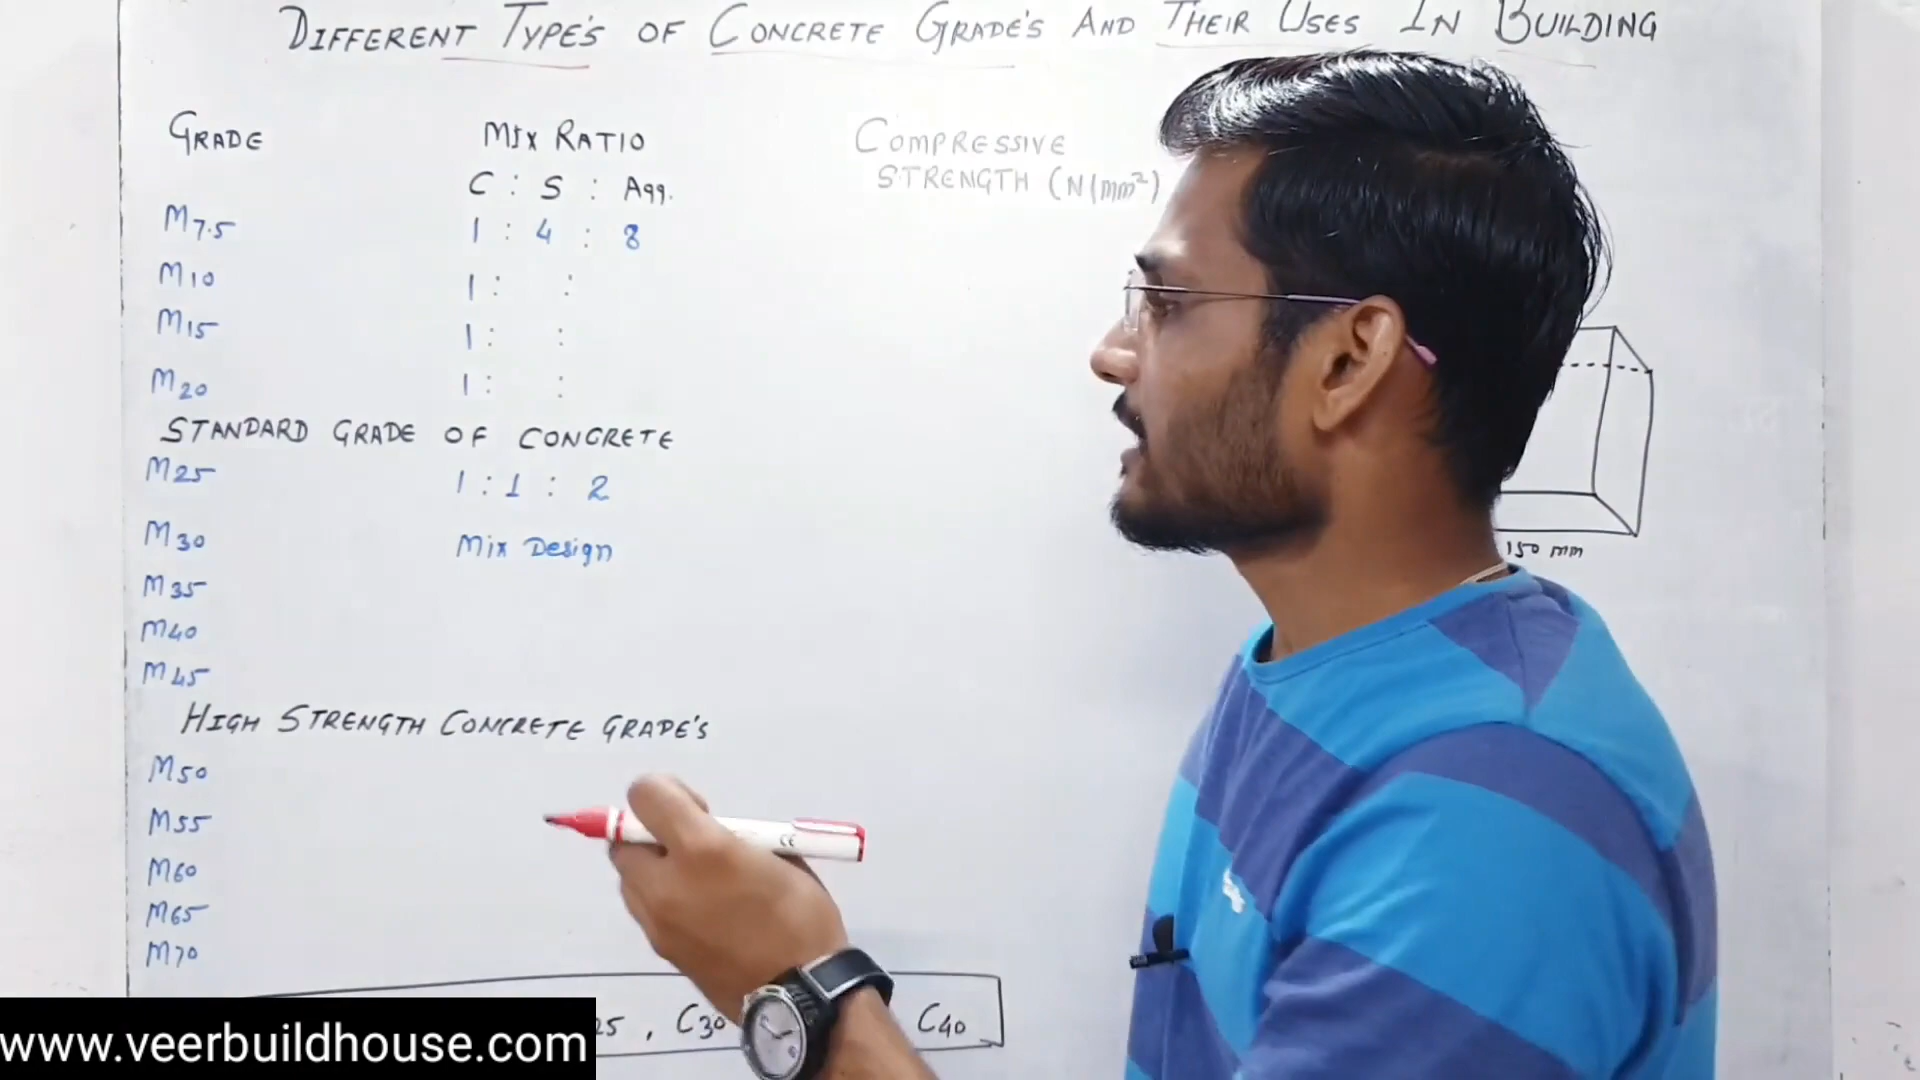 DIFFERENT TYPE'S OF CONCRETE GRADE'S AND THEIR USES IN BUILDING
GRADE MIX RATIO COMPRESSIVE
STRENGTH (N/mm²)
C : S : Agg.
M7.5 1 : 4 : 8
M10 1 : :
M15 1 : :
M20 1 : :
STANDARD GRADE OF CONCRETE
M25 1 : 1 : 2
150 mm
M30 Mix Design
M35
M40
M45
HIGH STRENGTH CONCRETE GRADE'S
M50
M55
CE
M60
M65
M70
25 , C30 C40
www.veerbuildhouse.com